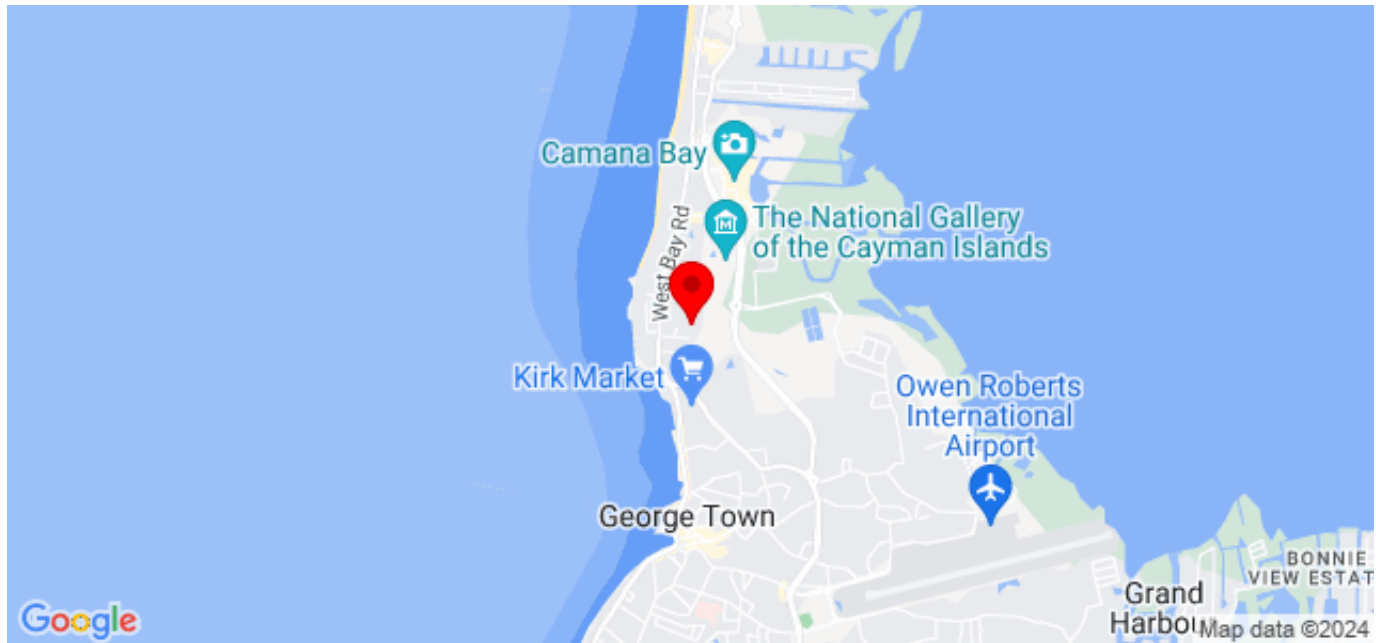 Camana Bay
The National Gallery
of the Cayman Islands
West Bay Rd
Kirk Market
Owen Roberts
International
Airport
George Town
BONNIE
VIEW ESTAT
Grand
Harbou
Google
Map data ©2024